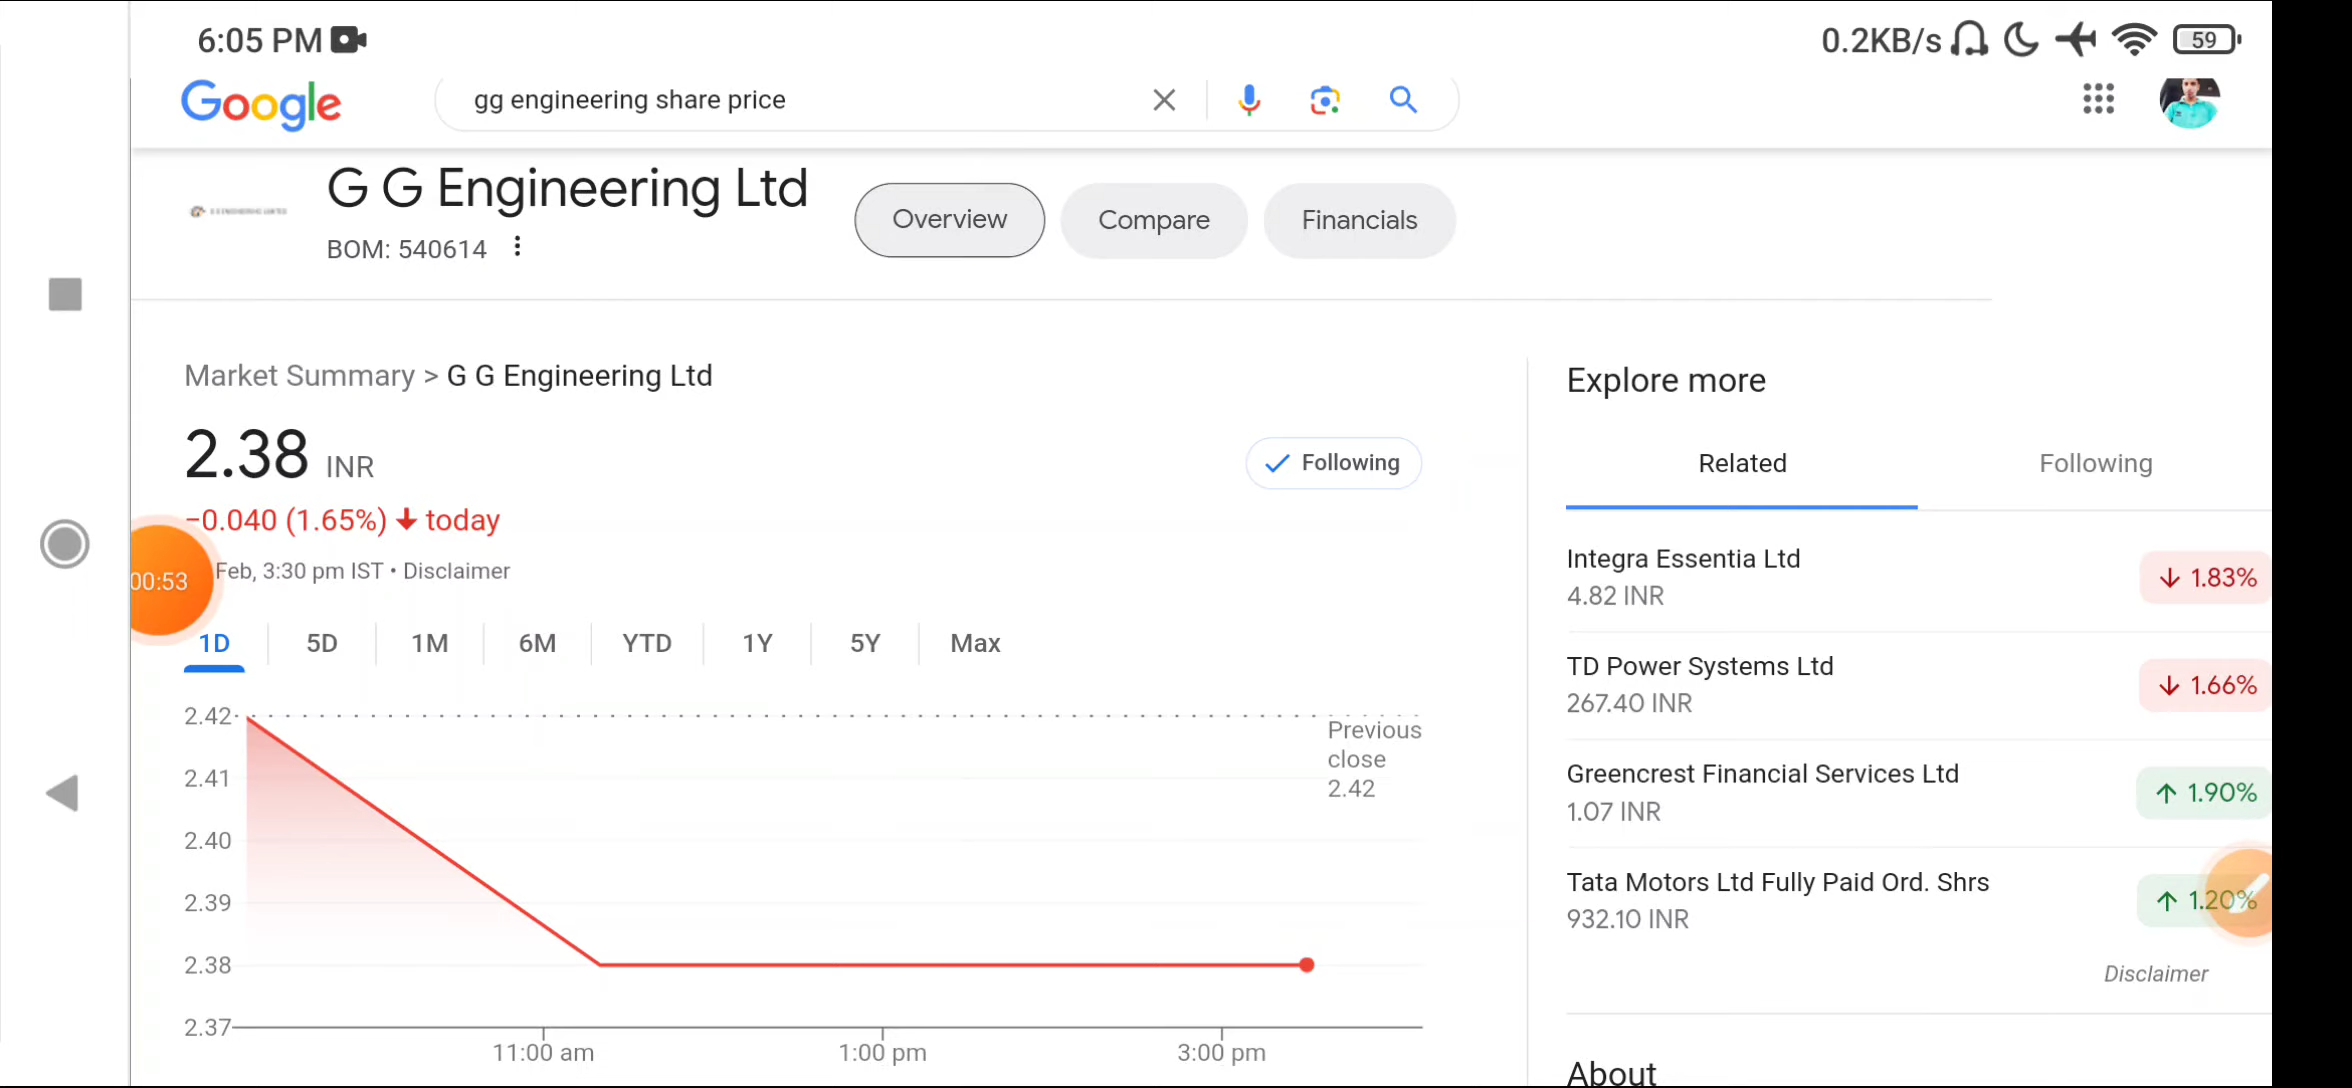 6:05 PM
0.2KB/s
59
Google
gg engineering share price
G G Engineering Ltd
BOM: 540614
Overview
Compare
Financials
Market Summary > G G Engineering Ltd
2.38 INR
Following
−0.040 (1.65%) today
00:53
Feb, 3:30 pm IST • Disclaimer
1D
5D
1M
6M
YTD
1Y
5Y
Max
2.42
2.41
2.40
2.39
2.38
2.37
Previous
close
2.42
11:00 am
1:00 pm
3:00 pm
Explore more
Related
Following
Integra Essentia Ltd
4.82 INR
1.83%
TD Power Systems Ltd
267.40 INR
1.66%
Greencrest Financial Services Ltd
1.07 INR
1.90%
Tata Motors Ltd Fully Paid Ord. Shrs
932.10 INR
1.20%
Disclaimer
About